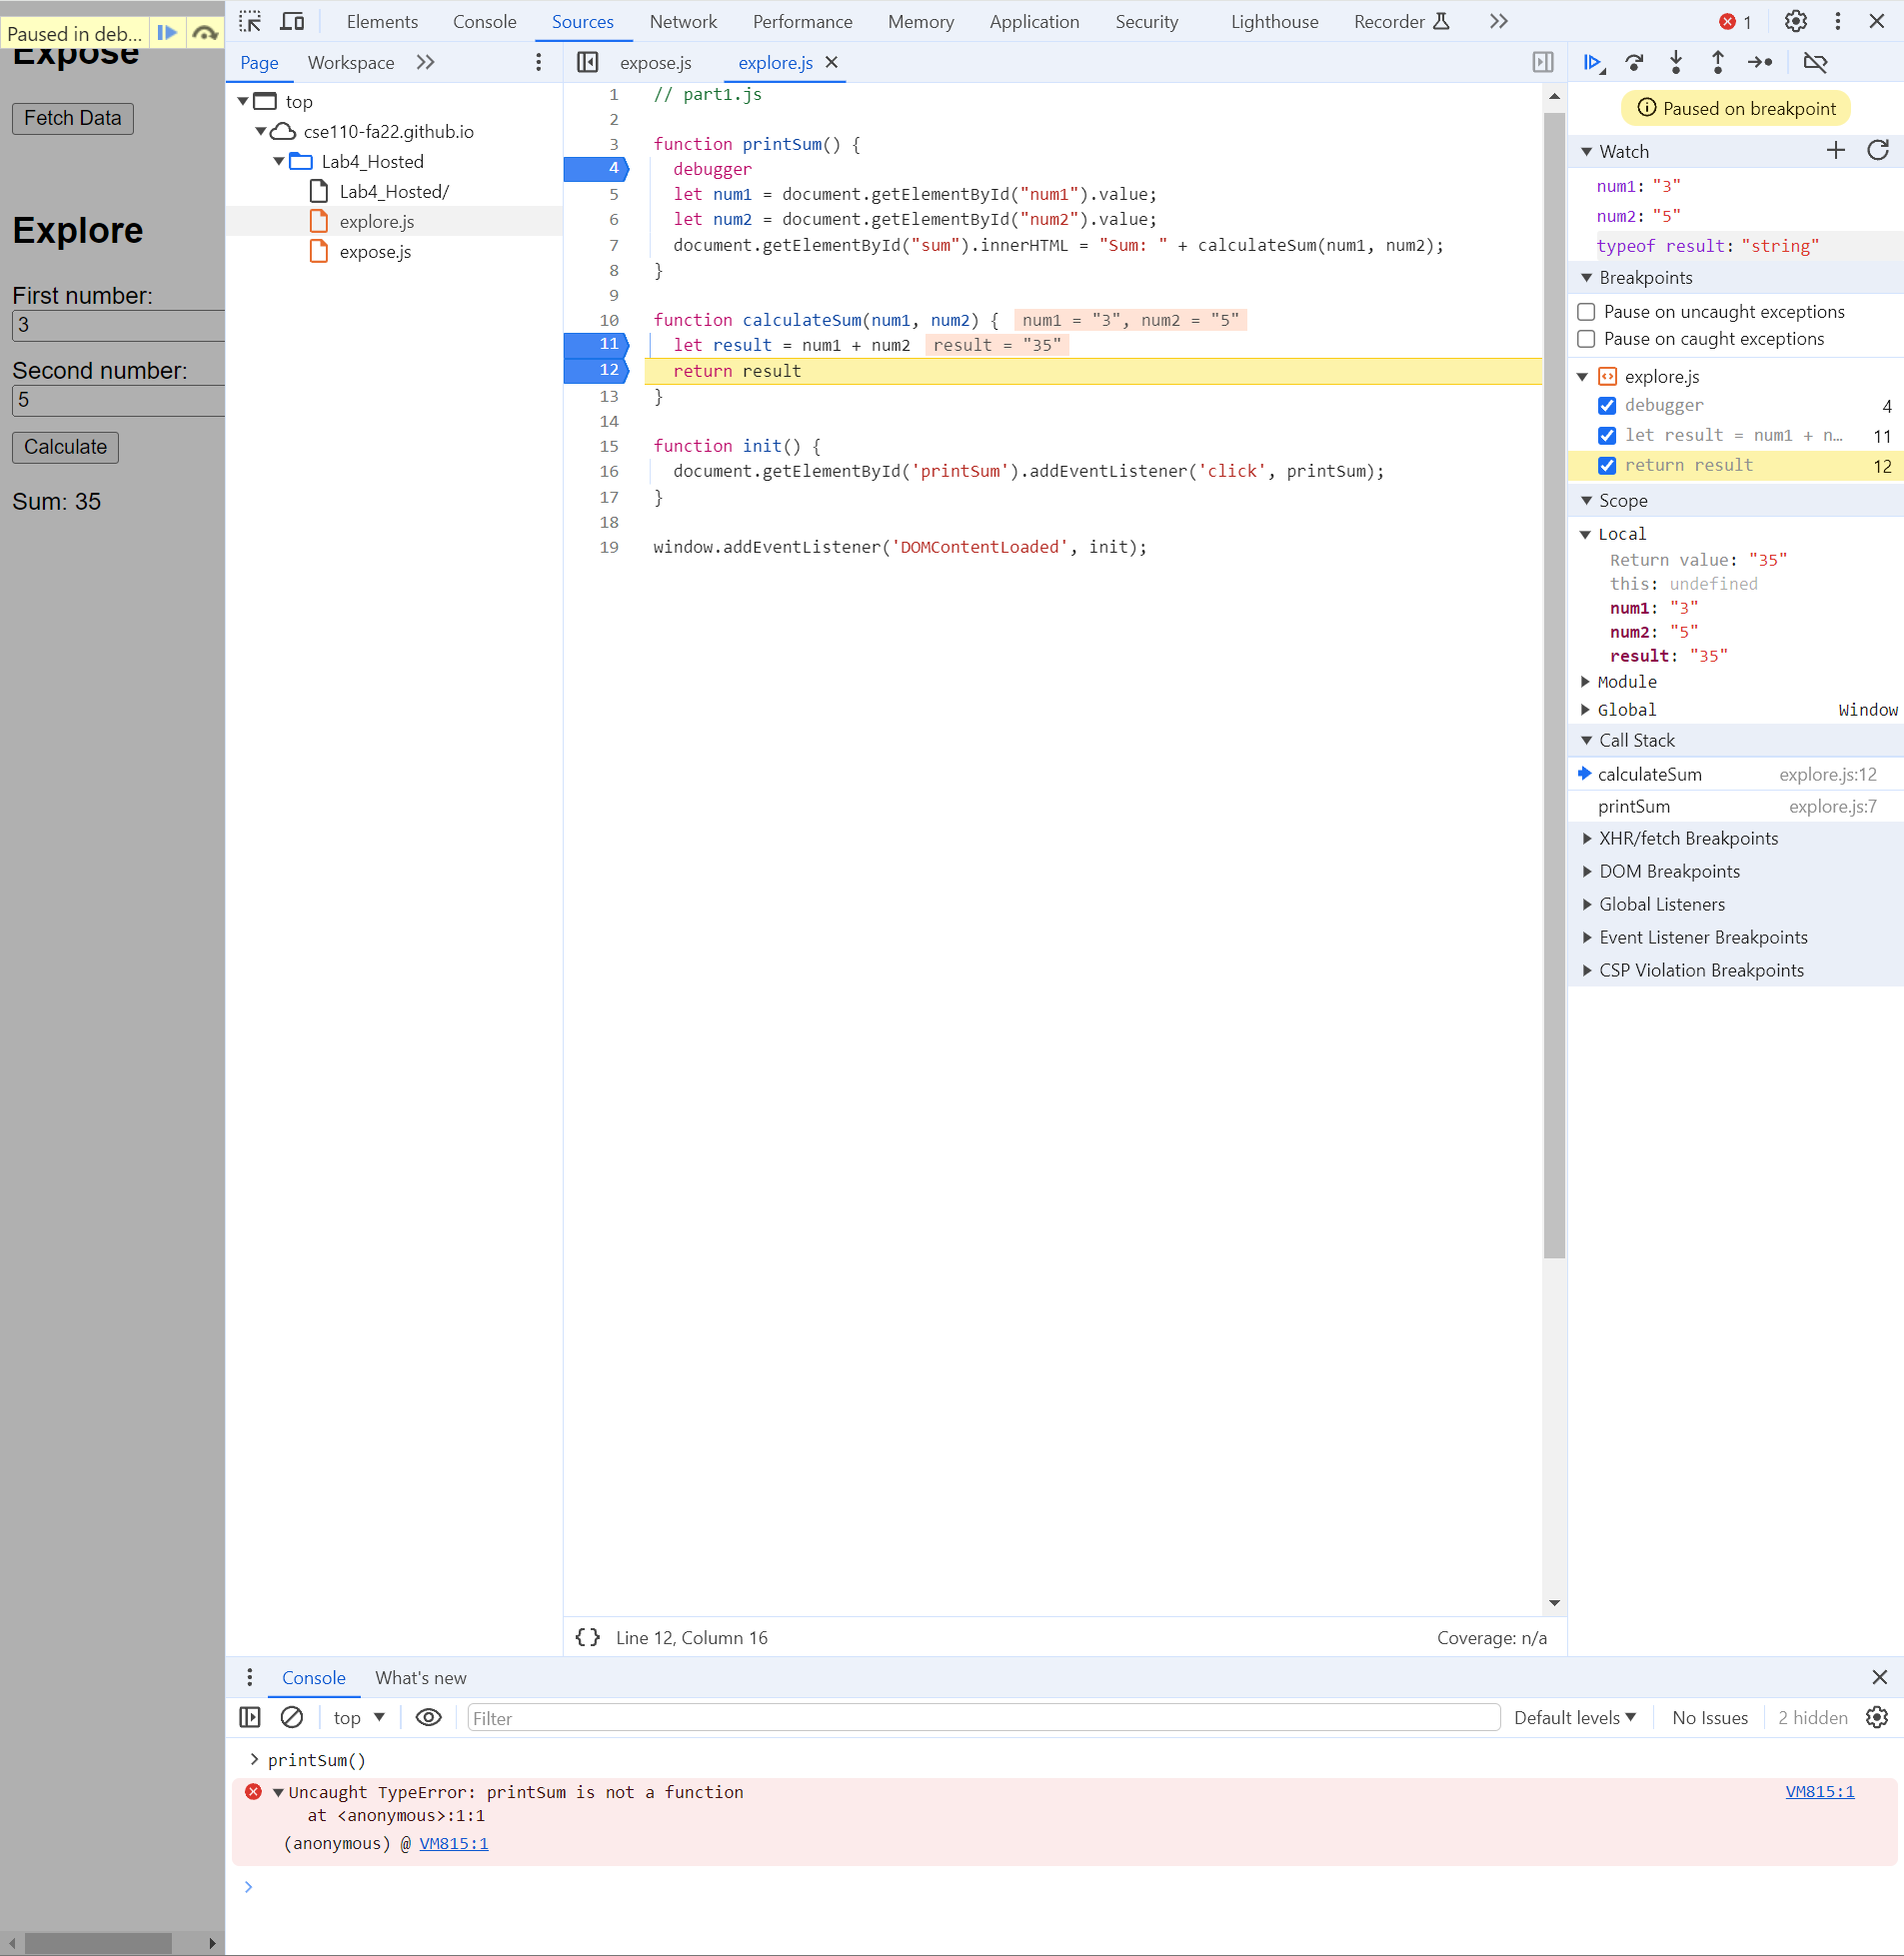 Paused in deb...
Expose
Fetch Data
Explore
First number:
3
Second number:
5
Calculate
Sum: 35
Elements Console Sources Network Performance Memory Application Security Lighthouse Recorder 1
Page Workspace
top
cse110-fa22.github.io
Lab4_Hosted
Lab4_Hosted/
explore.js
expose.js
expose.js explore.js
1 // part1.js
2
3 function printSum() {
4 debugger
5 let num1 = document.getElementById("num1").value;
6 let num2 = document.getElementById("num2").value;
7 document.getElementById("sum").innerHTML = "Sum: " + calculateSum(num1, num2);
8 }
9
10 function calculateSum(num1, num2) { num1 = "3", num2 = "5"
11 let result = num1 + num2 result = "35"
12 return result
13 }
14
15 function init() {
16 document.getElementById('printSum').addEventListener('click', printSum);
17 }
18
19 window.addEventListener('DOMContentLoaded', init);
{} Line 12, Column 16 Coverage: n/a
Paused on breakpoint
Watch
num1: "3"
num2: "5"
typeof result: "string"
Breakpoints
Pause on uncaught exceptions
Pause on caught exceptions
explore.js
debugger 4
let result = num1 + n... 11
return result 12
Scope
Local
Return value: "35"
this: undefined
num1: "3"
num2: "5"
result: "35"
Module
Global Window
Call Stack
calculateSum explore.js:12
printSum explore.js:7
XHR/fetch Breakpoints
DOM Breakpoints
Global Listeners
Event Listener Breakpoints
CSP Violation Breakpoints
Console What's new
top Filter Default levels No Issues 2 hidden
> printSum()
Uncaught TypeError: printSum is not a function VM815:1
at <anonymous>:1:1
(anonymous) @ VM815:1
>